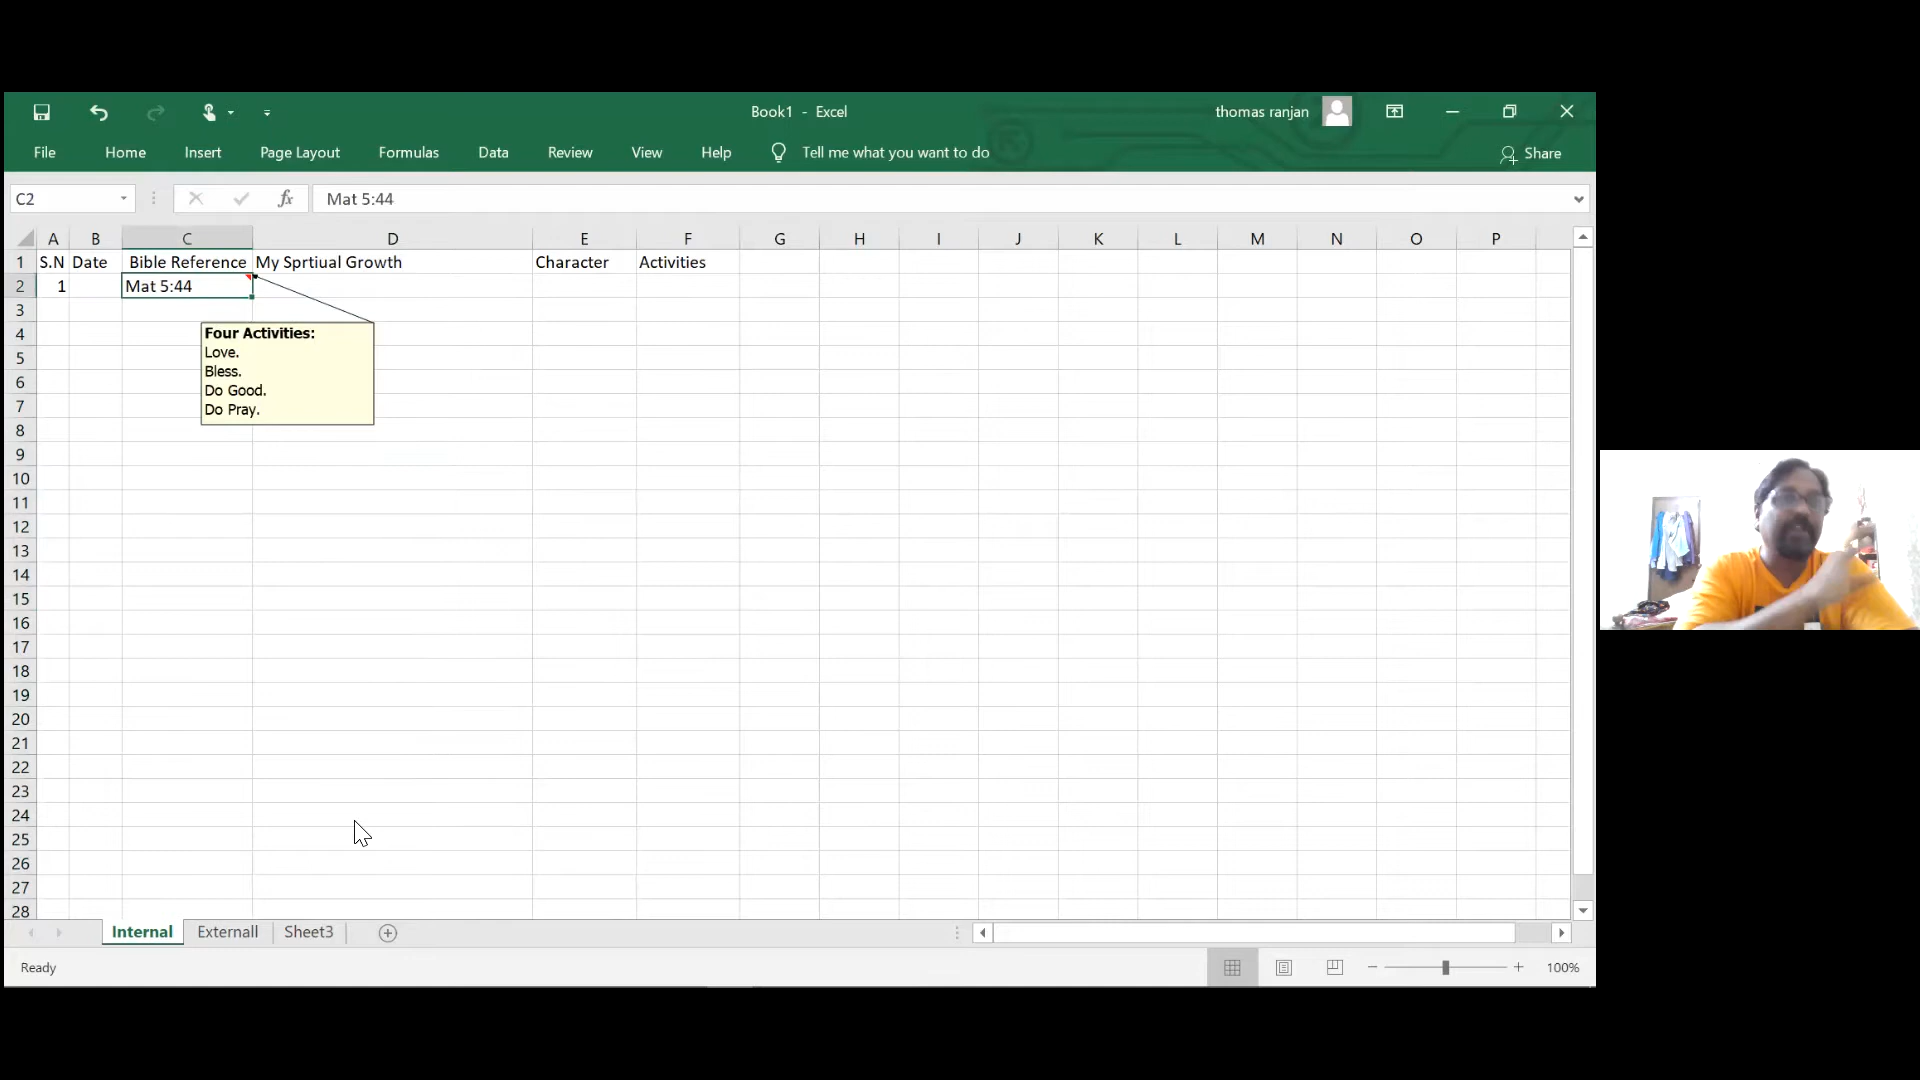 Book1 - Excel
thomas ranjan
File Home Insert Page Layout Formulas Data Review View Help Tell me what you want to do Share
C2 fx Mat 5:44
A B C D E F G H I J K L M N O P
1 S.N Date Bible Reference My Sprtiual Growth Character Activities
2 1 Mat 5:44
3
4
5
6
7
8
9
10
11
12
13
14
15
16
17
18
19
20
21
22
23
24
25
26
27
28
Four Activities:
Love.
Bless.
Do Good.
Do Pray.
Internal Externall Sheet3
Ready 100%